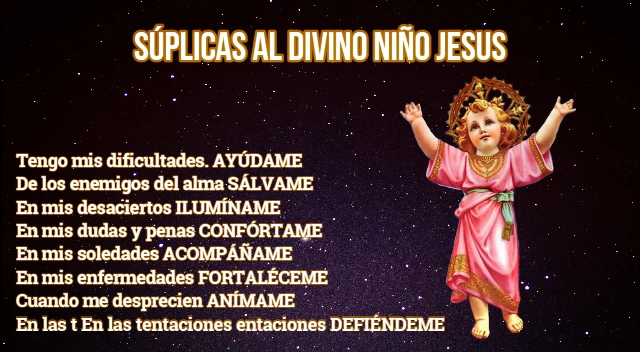 SÚPLICAS AL DIVINO NIÑO JESUS
Tengo mis dificultades. AYÚDAME
De los enemigos del alma SÁLVAME
En mis desaciertos ILUMÍNAME
En mis dudas y penas CONFÓRTAME
En mis soledades ACOMPÁÑAME
En mis enfermedades FORTALÉCEME
Cuando me desprecien ANÍMAME
En las t En las tentaciones entaciones DEFIÉNDEME